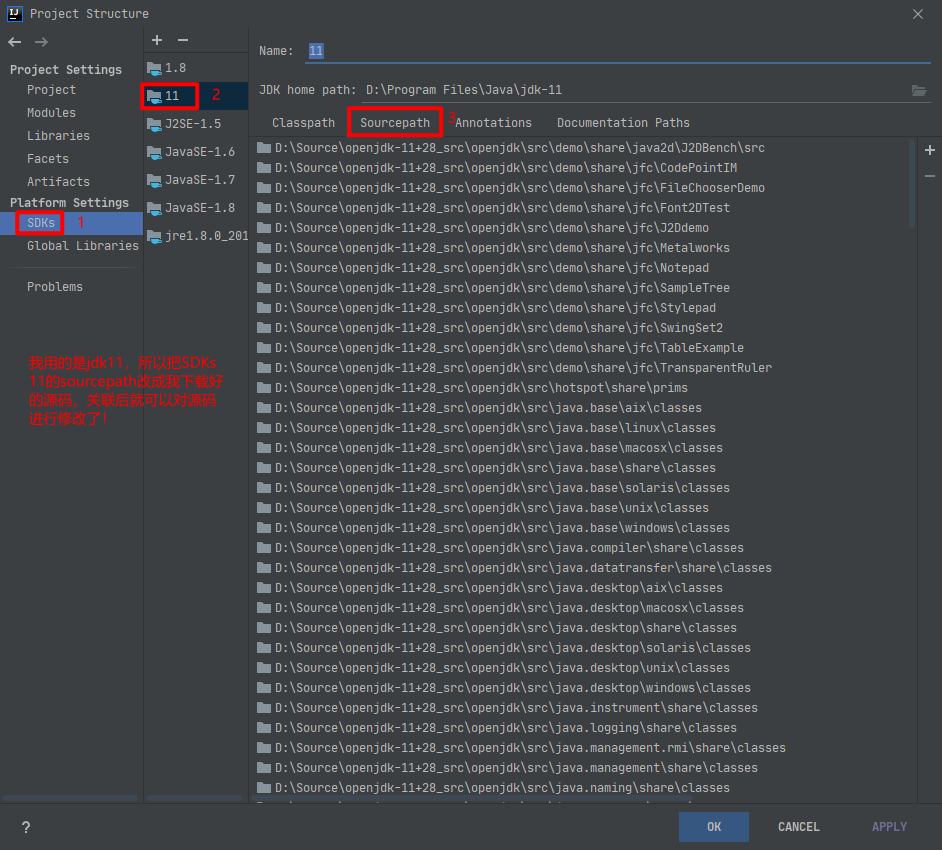 IJ Project Structure
Project Settings
Project
Modules
Libraries
Facets
Artifacts
Platform Settings
SDKs 1
Global Libraries
Problems
我用的是jdk11，所以把SDKs
11的sourcepath改成我下载好
的源码，关联后就可以对源码
进行修改了！
1.8
11 2
J2SE-1.5
JavaSE-1.6
JavaSE-1.7
JavaSE-1.8
jre1.8.0_201
Name: 11
JDK home path: D:\Program Files\Java\jdk-11
Classpath Sourcepath 3 Annotations Documentation Paths
D:\Source\openjdk-11+28_src\openjdk\src\demo\share\java2d\J2DBench\src
D:\Source\openjdk-11+28_src\openjdk\src\demo\share\jfc\CodePointIM
D:\Source\openjdk-11+28_src\openjdk\src\demo\share\jfc\FileChooserDemo
D:\Source\openjdk-11+28_src\openjdk\src\demo\share\jfc\Font2DTest
D:\Source\openjdk-11+28_src\openjdk\src\demo\share\jfc\J2Ddemo
D:\Source\openjdk-11+28_src\openjdk\src\demo\share\jfc\Metalworks
D:\Source\openjdk-11+28_src\openjdk\src\demo\share\jfc\Notepad
D:\Source\openjdk-11+28_src\openjdk\src\demo\share\jfc\SampleTree
D:\Source\openjdk-11+28_src\openjdk\src\demo\share\jfc\Stylepad
D:\Source\openjdk-11+28_src\openjdk\src\demo\share\jfc\SwingSet2
D:\Source\openjdk-11+28_src\openjdk\src\demo\share\jfc\TableExample
D:\Source\openjdk-11+28_src\openjdk\src\demo\share\jfc\TransparentRuler
D:\Source\openjdk-11+28_src\openjdk\src\hotspot\share\prims
D:\Source\openjdk-11+28_src\openjdk\src\java.base\aix\classes
D:\Source\openjdk-11+28_src\openjdk\src\java.base\linux\classes
D:\Source\openjdk-11+28_src\openjdk\src\java.base\macosx\classes
D:\Source\openjdk-11+28_src\openjdk\src\java.base\share\classes
D:\Source\openjdk-11+28_src\openjdk\src\java.base\solaris\classes
D:\Source\openjdk-11+28_src\openjdk\src\java.base\unix\classes
D:\Source\openjdk-11+28_src\openjdk\src\java.base\windows\classes
D:\Source\openjdk-11+28_src\openjdk\src\java.compiler\share\classes
D:\Source\openjdk-11+28_src\openjdk\src\java.datatransfer\share\classes
D:\Source\openjdk-11+28_src\openjdk\src\java.desktop\aix\classes
D:\Source\openjdk-11+28_src\openjdk\src\java.desktop\macosx\classes
D:\Source\openjdk-11+28_src\openjdk\src\java.desktop\share\classes
D:\Source\openjdk-11+28_src\openjdk\src\java.desktop\solaris\classes
D:\Source\openjdk-11+28_src\openjdk\src\java.desktop\unix\classes
D:\Source\openjdk-11+28_src\openjdk\src\java.desktop\windows\classes
D:\Source\openjdk-11+28_src\openjdk\src\java.instrument\share\classes
D:\Source\openjdk-11+28_src\openjdk\src\java.logging\share\classes
D:\Source\openjdk-11+28_src\openjdk\src\java.management.rmi\share\classes
D:\Source\openjdk-11+28_src\openjdk\src\java.management\share\classes
D:\Source\openjdk-11+28_src\openjdk\src\java.naming\share\classes
? OK CANCEL APPLY